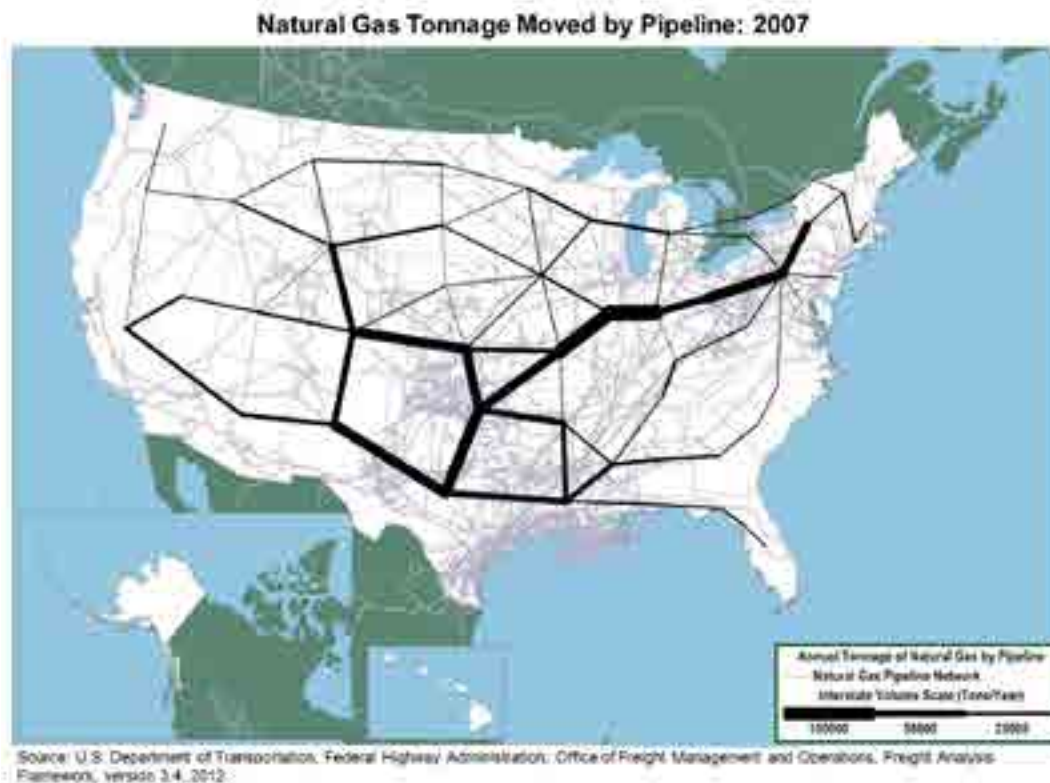 Natural Gas Tonnage Moved by Pipeline: 2007
Annual Tonnage of Natural Gas by Pipeline
Natural Gas Pipeline Network
Interstate Volume Scale (Tons/Year)
100000 50000 25000
Source: U.S. Department of Transportation, Federal Highway Administration, Office of Freight Management and Operations, Freight Analysis
Framework, version 3.4, 2012